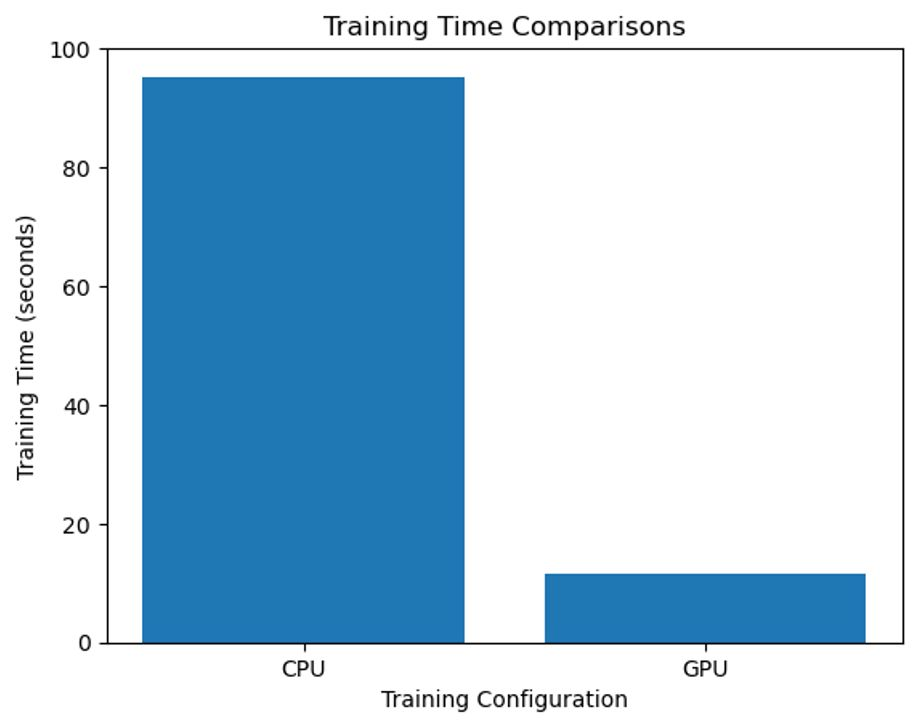 Training Time Comparisons
100
80
60
40
20
0
Training Time (seconds)
CPU GPU
Training Configuration